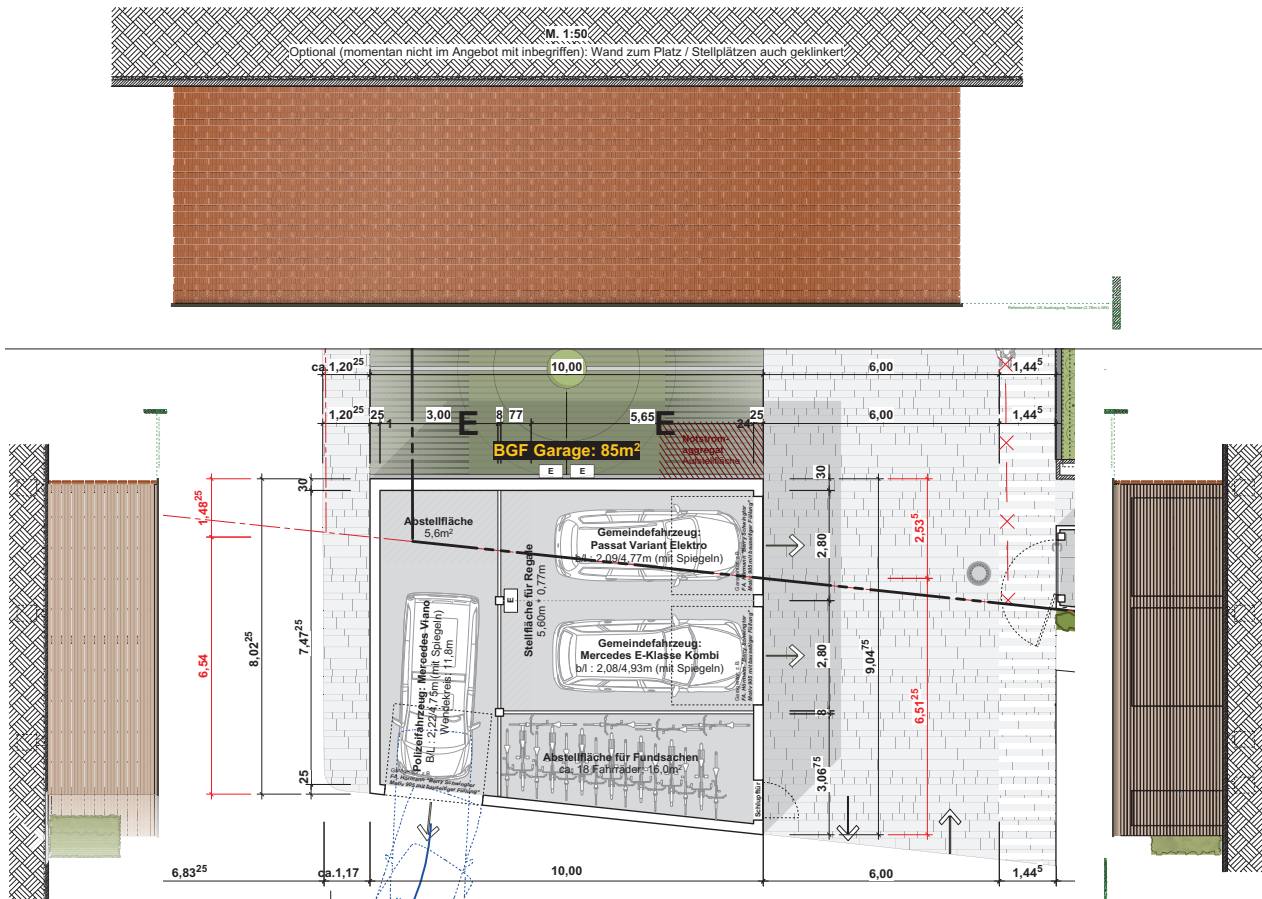 M. 1:50
Optional (momentan nicht im Angebot mit inbegriffen): Wand zum Platz / Stellplätzen auch geklinkert
ca.1,20²⁵
10,00
6,00
1,44⁵
1,20²⁵
25
1
3,00
E
8
77
5,65
E
24
25
6,00
1,44⁵
BGF Garage: 85m²
Notstrom-
aggregat
Aufstellfläche
E
E
30
30
1,48²⁵
6,54
8,02²⁵
7,47²⁵
25
Abstellfläche
5,6m²
Stellfläche für Regale
5,60m * 0,77m
E
Gemeindefahrzeug:
Passat Variant Elektro
b/l : 2,09/4,77m (mit Spiegeln)
Gemeindefahrzeug:
Mercedes E-Klasse Kombi
b/l : 2,08/4,93m (mit Spiegeln)
Polizeifahrzeug: Mercedes Viano
B/L : 2,22/4,75m (mit Spiegeln)
Wendekreis: 11,8m
Abstellfläche für Fundsachen
ca. 18 Fahrräder: 16,0m²
Schlupftür
2,80
2,80
8
3,06⁷⁵
9,04⁷⁵
2,53⁵
6,51²⁵
6,83²⁵
ca.1,17
10,00
6,00
1,44⁵